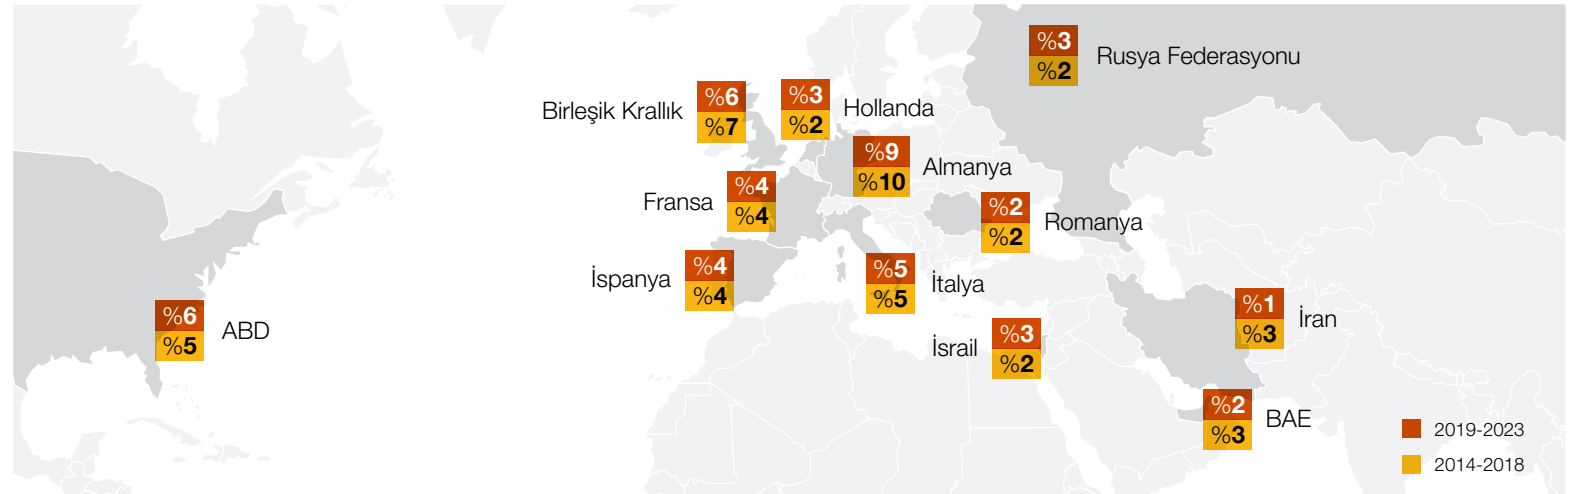 %3
%2
Rusya Federasyonu
Birleşik Krallık
%6
%7
%3
%2
Hollanda
%9
%10
Almanya
Fransa
%4
%4
%2
%2
Romanya
İspanya
%4
%4
%5
%5
İtalya
%6
%5
ABD
İsrail
%3
%2
%1
%3
İran
%2
%3
BAE
2019-2023
2014-2018